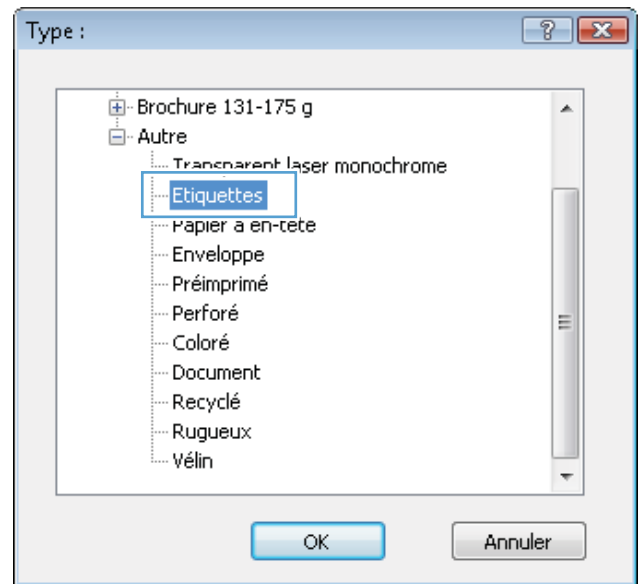 Type :
Brochure 131-175 g
Autre
Transparent laser monochrome
Etiquettes
Papier à en-tête
Enveloppe
Préimprimé
Perforé
Coloré
Document
Recyclé
Rugueux
Vélin
OK
Annuler